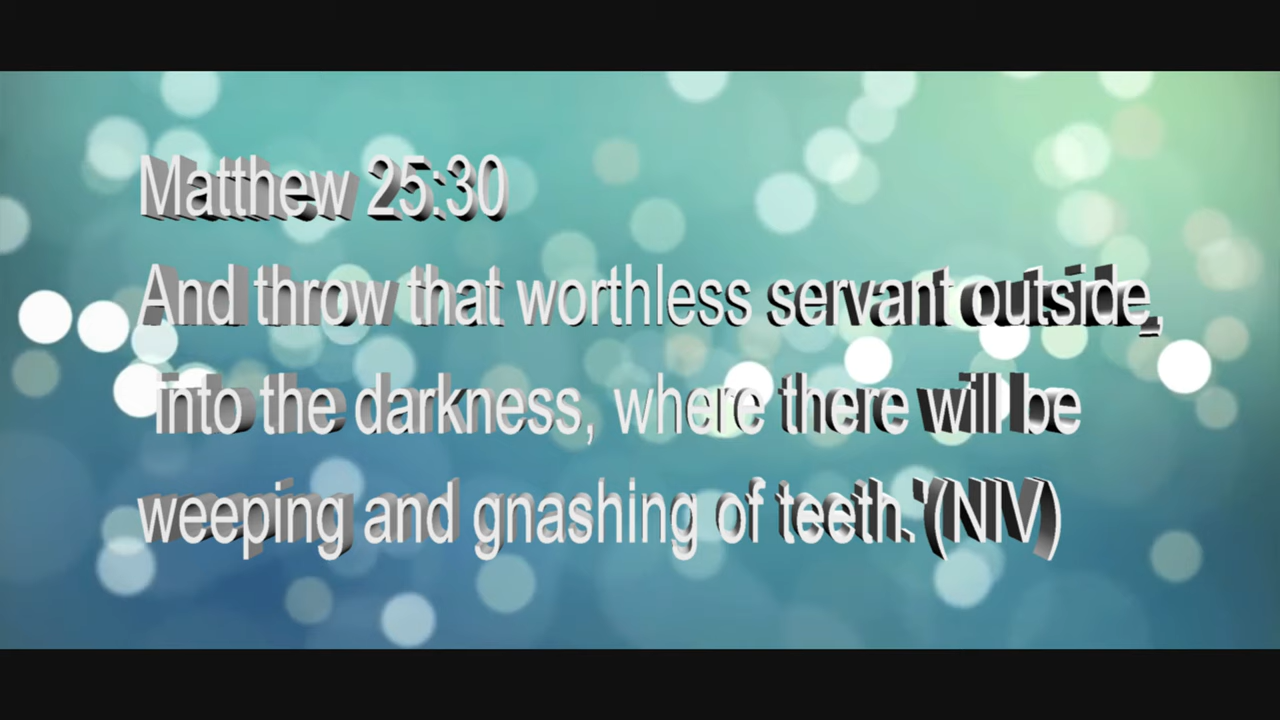 Matthew 25:30
And throw that worthless servant outside,
into the darkness, where there will be
weeping and gnashing of teeth.'(NIV)